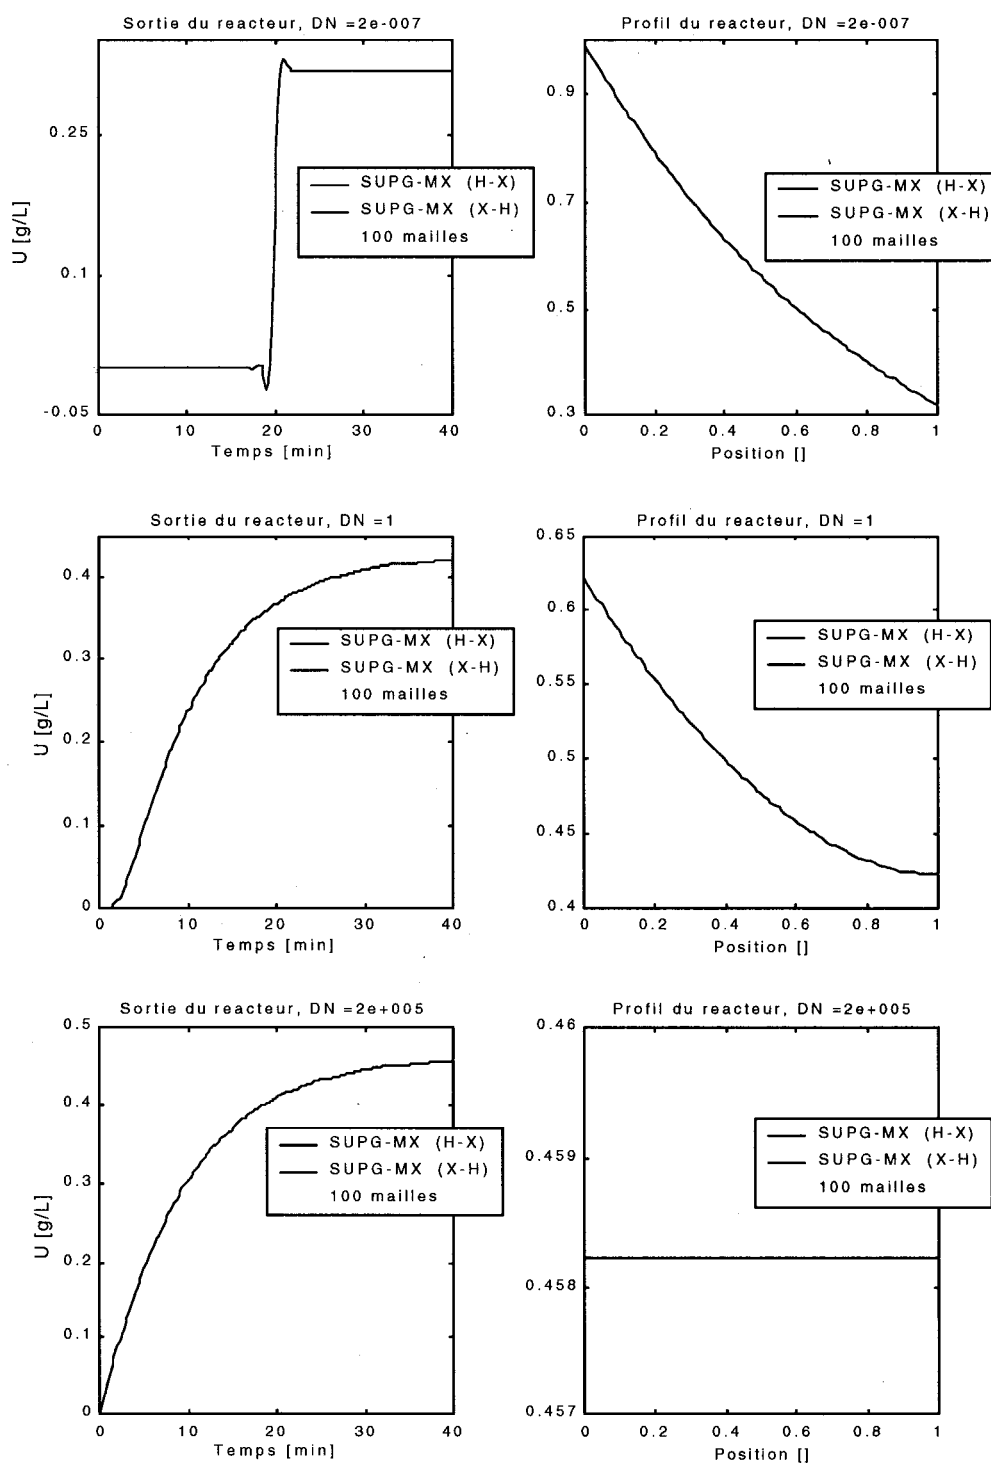 Sortie du reacteur, DN =2e-007
U [g/L]
0.25
0.1
-0.05
SUPG-MX (H-X)
SUPG-MX (X-H)
100 mailles
0 10 20 30 40
Temps [min]
Profil du reacteur, DN =2e-007
0.9
0.7
0.5
0.3
SUPG-MX (H-X)
SUPG-MX (X-H)
100 mailles
0 0.2 0.4 0.6 0.8 1
Position []
Sortie du reacteur, DN =1
U [g/L]
0.4
0.3
0.2
0.1
0
SUPG-MX (H-X)
SUPG-MX (X-H)
100 mailles
0 10 20 30 40
Temps [min]
Profil du reacteur, DN =1
0.65
0.6
0.55
0.5
0.45
0.4
SUPG-MX (H-X)
SUPG-MX (X-H)
100 mailles
0 0.2 0.4 0.6 0.8 1
Position []
Sortie du reacteur, DN =2e+005
U [g/L]
0.5
0.4
0.3
0.2
0.1
0
SUPG-MX (H-X)
SUPG-MX (X-H)
100 mailles
0 10 20 30 40
Temps [min]
Profil du reacteur, DN =2e+005
0.46
0.459
0.458
0.457
SUPG-MX (H-X)
SUPG-MX (X-H)
100 mailles
0 0.2 0.4 0.6 0.8 1
Position []